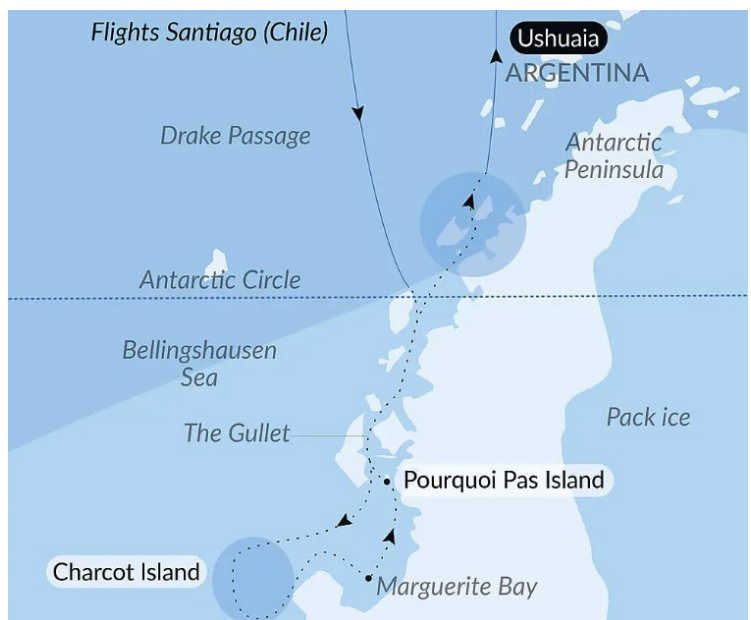 Flights Santiago (Chile)
Ushuaia
ARGENTINA
Drake Passage
Antarctic
Peninsula
Antarctic Circle
Bellingshausen
Sea
The Gullet
Pack ice
Pourquoi Pas Island
Charcot Island
Marguerite Bay